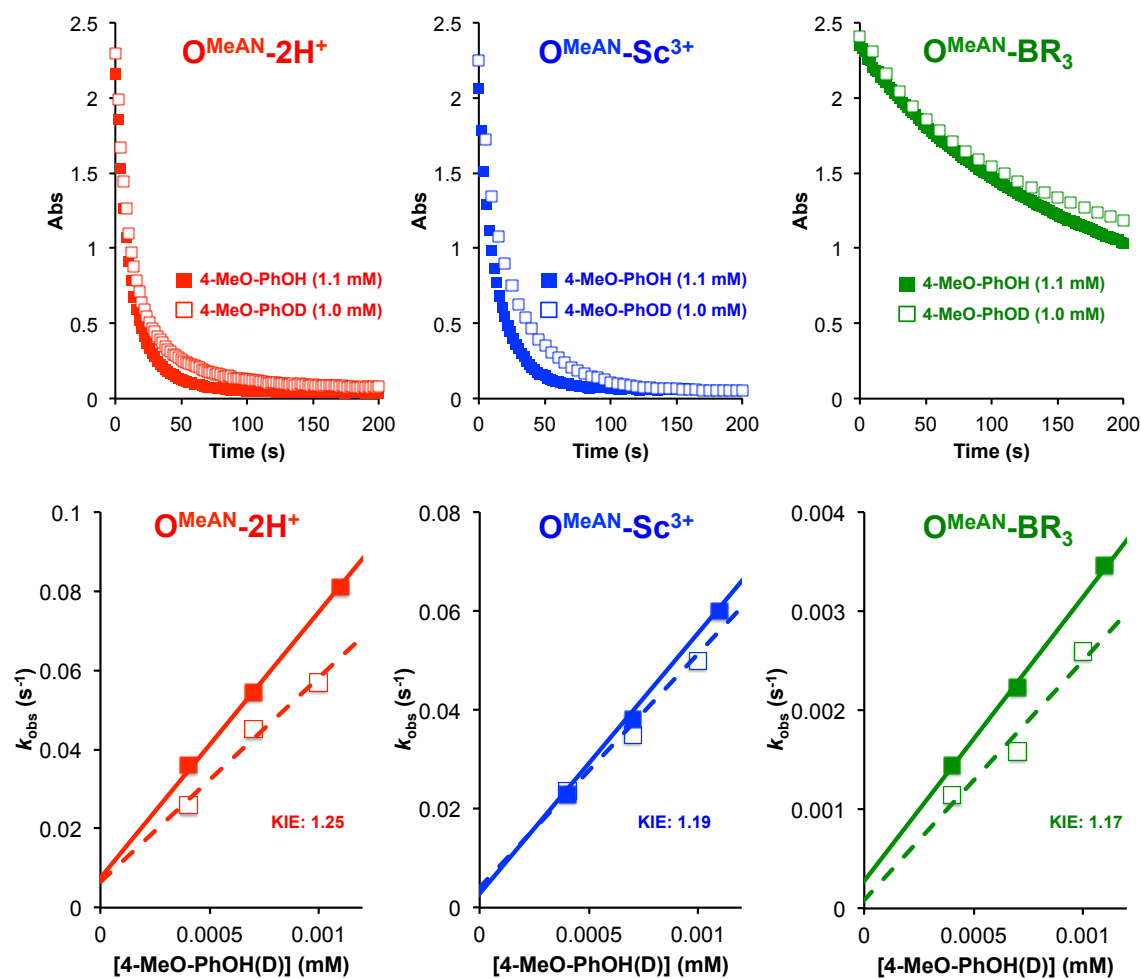 O^MeAN-2H⁺
Abs
2.5
2
1.5
1
0.5
0
4-MeO-PhOH (1.1 mM)
4-MeO-PhOD (1.0 mM)
0 50 100 150 200
Time (s)
O^MeAN-Sc³⁺
Abs
2.5
2
1.5
1
0.5
0
4-MeO-PhOH (1.1 mM)
4-MeO-PhOD (1.0 mM)
0 50 100 150 200
Time (s)
O^MeAN-BR₃
Abs
2.5
2
1.5
1
0.5
0
4-MeO-PhOH (1.1 mM)
4-MeO-PhOD (1.0 mM)
0 50 100 150 200
Time (s)
O^MeAN-2H⁺
k_obs (s⁻¹)
0.1
0.08
0.06
0.04
0.02
0
KIE: 1.25
0 0.0005 0.001
[4-MeO-PhOH(D)] (mM)
O^MeAN-Sc³⁺
k_obs (s⁻¹)
0.08
0.06
0.04
0.02
0
KIE: 1.19
0 0.0005 0.001
[4-MeO-PhOH(D)] (mM)
O^MeAN-BR₃
k_obs (s⁻¹)
0.004
0.003
0.002
0.001
0
KIE: 1.17
0 0.0005 0.001
[4-MeO-PhOH(D)] (mM)